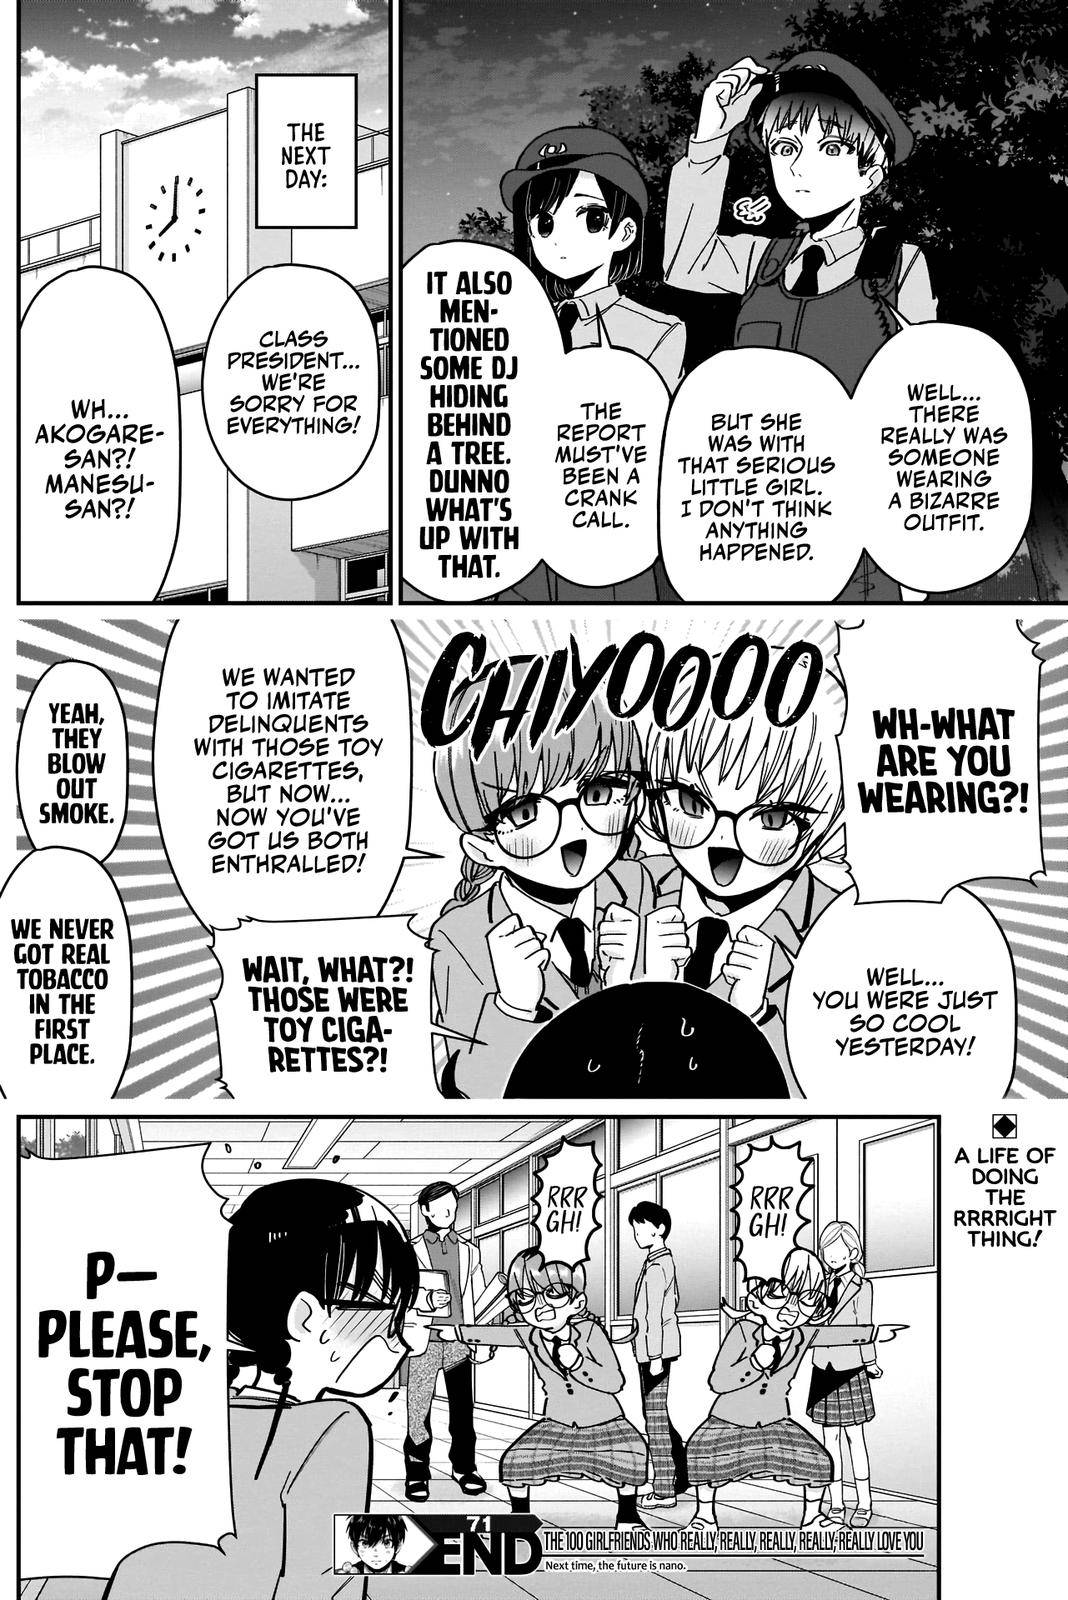 WELL...
THERE
REALLY WAS
SOMEONE
WEARING
A BIZARRE
OUTFIT.
BUT SHE
WAS WITH
THAT SERIOUS
LITTLE GIRL.
I DON'T THINK
ANYTHING
HAPPENED.
THE
REPORT
MUST'VE
BEEN A
CRANK
CALL.
IT ALSO
MEN-
TIONED
SOME DJ
HIDING
BEHIND
A TREE.
DUNNO
WHAT'S
UP WITH
THAT.
THE
NEXT
DAY:
CLASS
PRESIDENT...
WE'RE
SORRY FOR
EVERYTHING!
WH...
AKOGARE-
SAN?!
MANESU-
SAN?!
CHIYOOOO
WH-WHAT
ARE YOU
WEARING?!
WELL...
YOU WERE JUST
SO COOL
YESTERDAY!
WE WANTED
TO IMITATE
DELINQUENTS
WITH THOSE TOY
CIGARETTES,
BUT NOW...
NOW YOU'VE
GOT US BOTH
ENTHRALLED!
WAIT, WHAT?!
THOSE WERE
TOY CIGA-
RETTES?!
YEAH,
THEY
BLOW
OUT
SMOKE.
WE NEVER
GOT REAL
TOBACCO
IN THE
FIRST
PLACE.
RRR
GH!
RRR
GH!
P—
PLEASE,
STOP
THAT!
A LIFE OF
DOING
THE
RRRRIGHT
THING!
71
END
THE 100 GIRLFRIENDS WHO REALLY, REALLY, REALLY, REALLY, REALLY LOVE YOU
Next time, the future is nano.